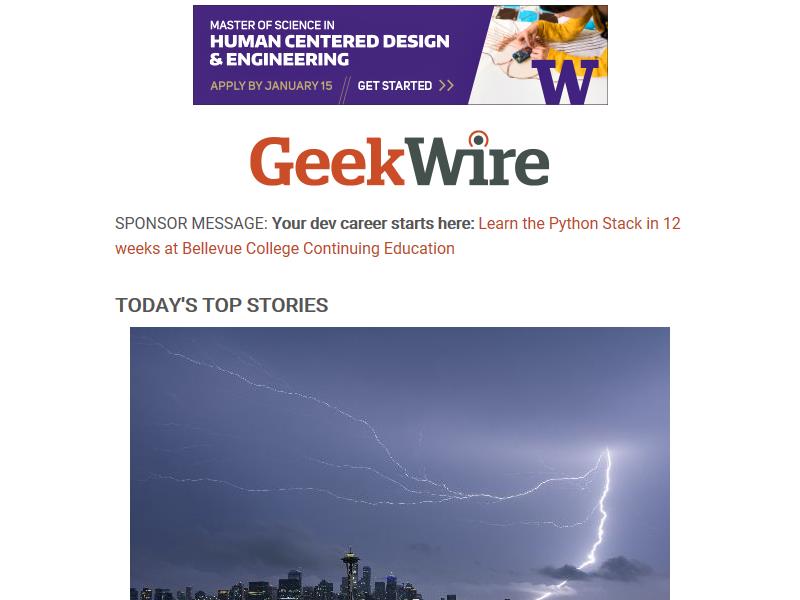 MASTER OF SCIENCE IN
HUMAN CENTERED DESIGN
& ENGINEERING
APPLY BY JANUARY 15 // GET STARTED >>
W
GeekWire
SPONSOR MESSAGE: Your dev career starts here: Learn the Python Stack in 12
weeks at Bellevue College Continuing Education
TODAY'S TOP STORIES